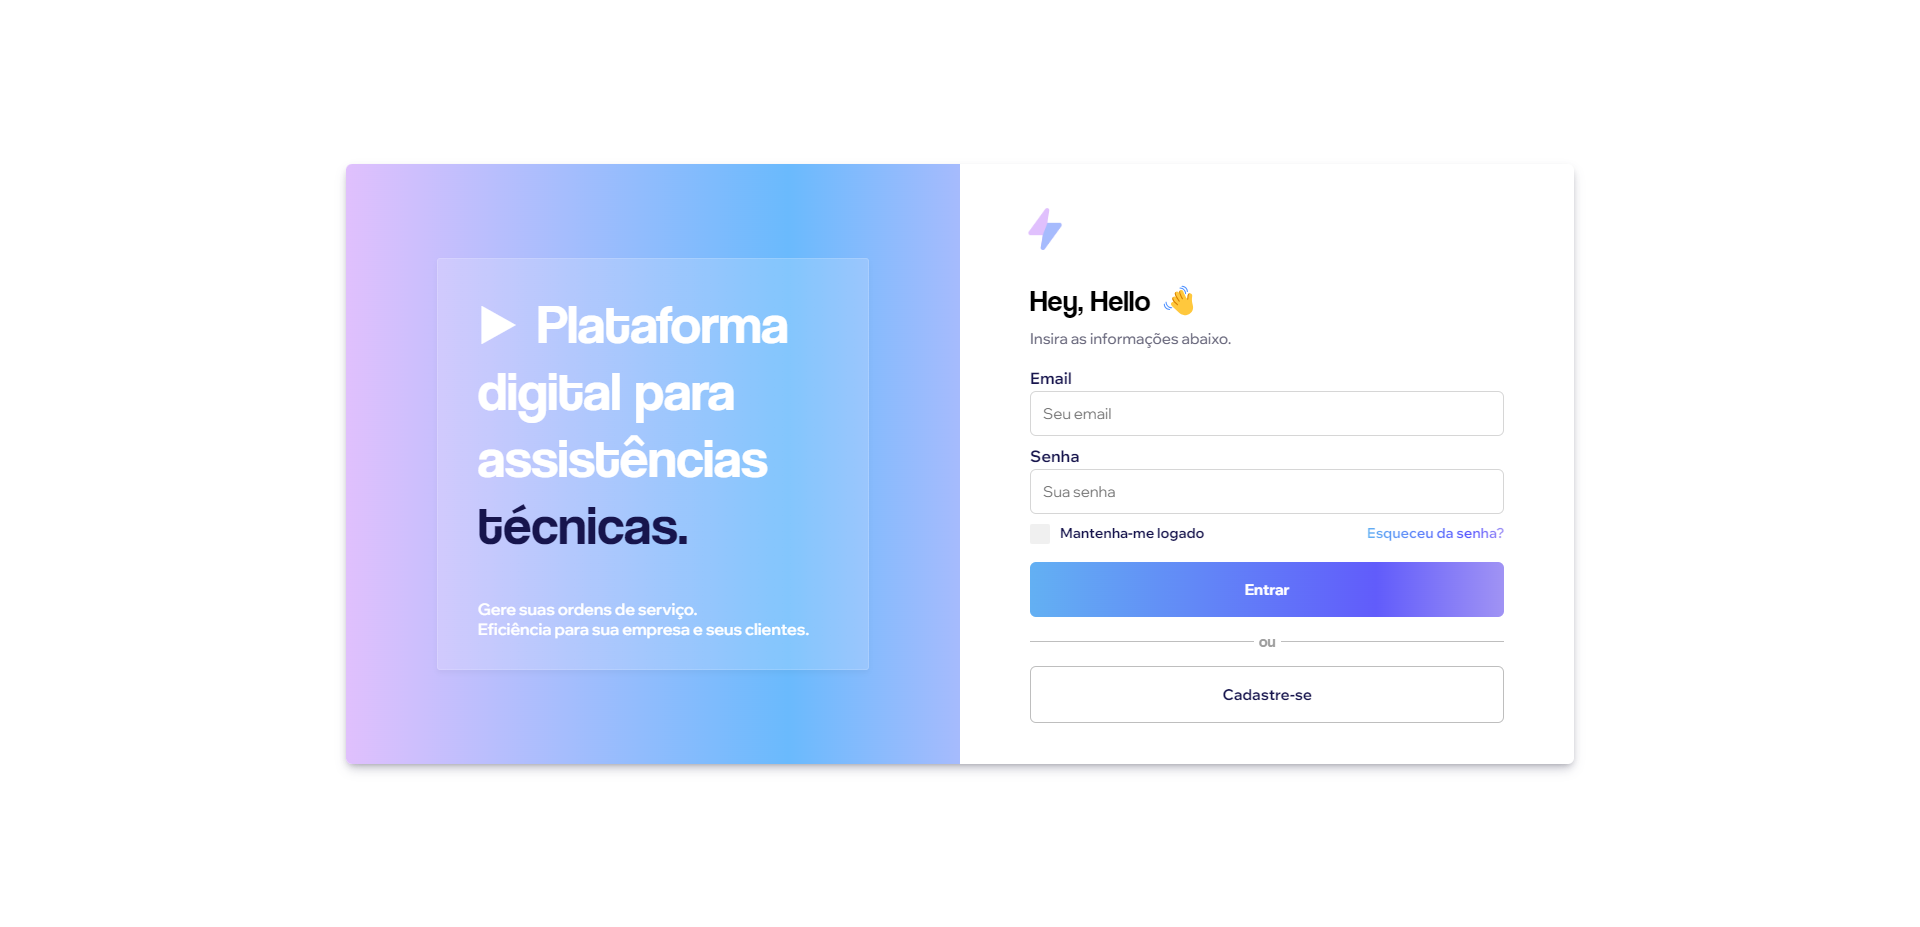 ▶ Plataforma
digital para
assistências
técnicas.
Gere suas ordens de serviço.
Eficiência para sua empresa e seus clientes.
Hey, Hello 👋
Insira as informações abaixo.
Email
Seu email
Senha
Sua senha
Mantenha-me logado
Esqueceu da senha?
Entrar
ou
Cadastre-se